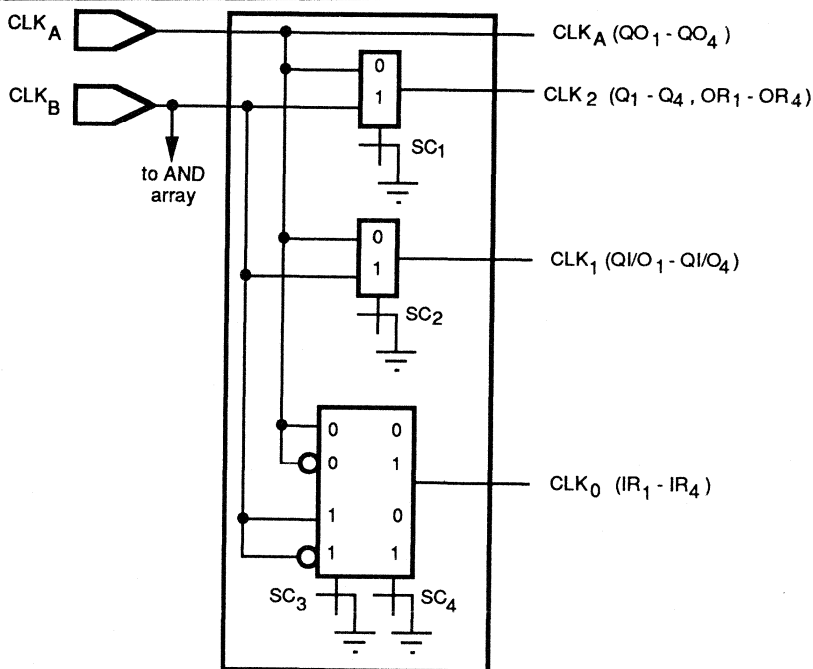 CLKA
CLKA (QO1 - QO4)
0
1
CLK2 (Q1 - Q4 , OR1 - OR4)
CLKB
SC1
to AND
array
0
1
CLK1 (QI/O1 - QI/O4)
SC2
0 0
0 1
CLK0 (IR1 - IR4)
1 0
1 1
SC3 SC4